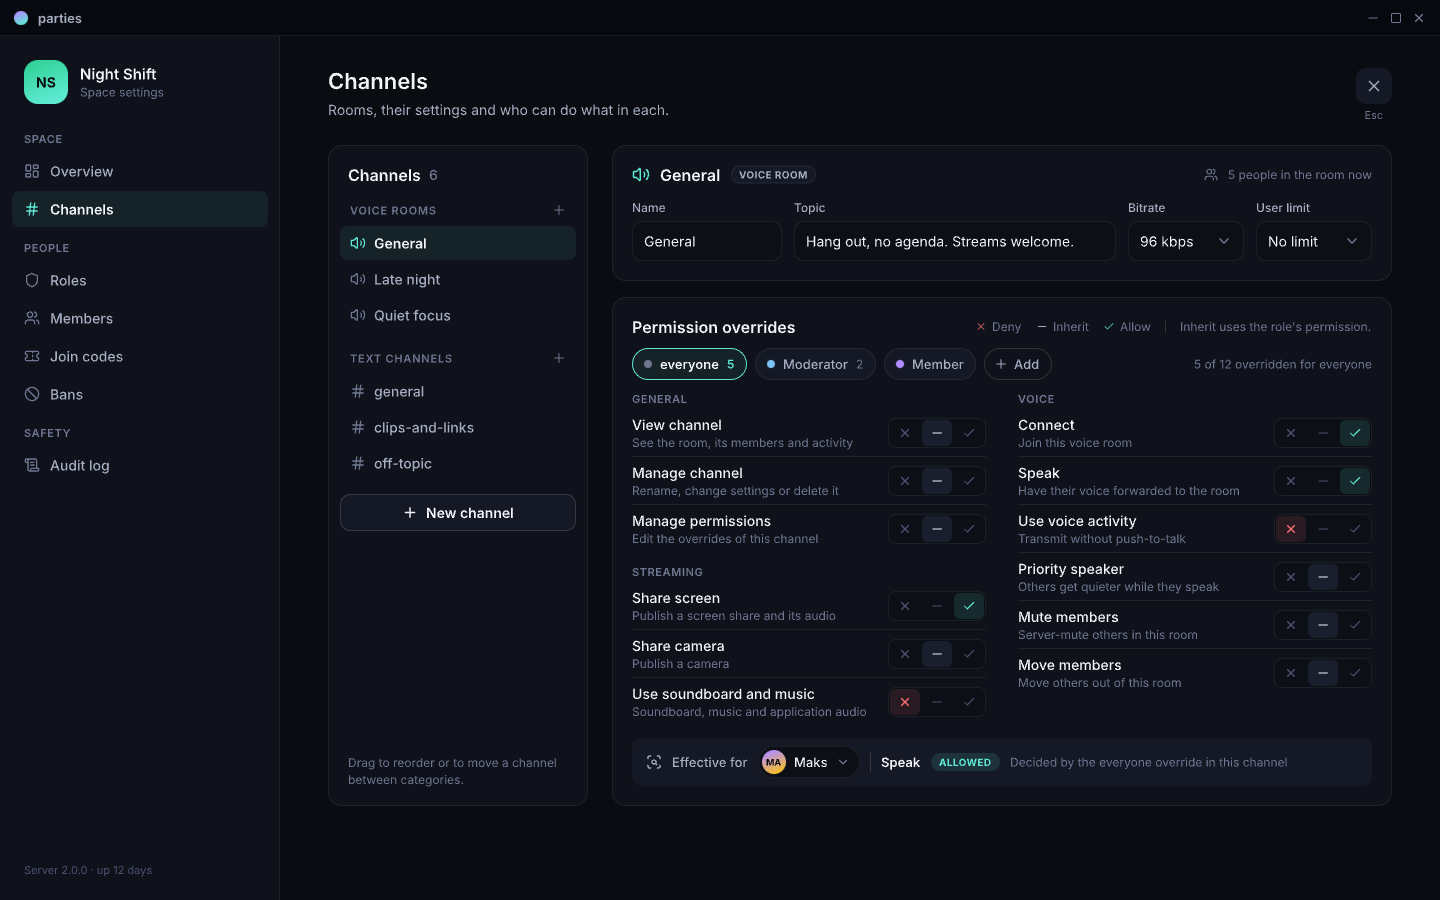 parties
NS
Night Shift
Space settings
SPACE
Overview
Channels
PEOPLE
Roles
Members
Join codes
Bans
SAFETY
Audit log
Server 2.0.0 · up 12 days
Channels
Rooms, their settings and who can do what in each.
Esc
Channels 6
VOICE ROOMS
General
Late night
Quiet focus
TEXT CHANNELS
general
clips-and-links
off-topic
New channel
Drag to reorder or to move a channel
between categories.
General VOICE ROOM
5 people in the room now
Name
General
Topic
Hang out, no agenda. Streams welcome.
Bitrate
96 kbps
User limit
No limit
Permission overrides
Deny Inherit Allow Inherit uses the role's permission.
everyone 5 Moderator 2 Member Add
5 of 12 overridden for everyone
GENERAL
View channel
See the room, its members and activity
Manage channel
Rename, change settings or delete it
Manage permissions
Edit the overrides of this channel
STREAMING
Share screen
Publish a screen share and its audio
Share camera
Publish a camera
Use soundboard and music
Soundboard, music and application audio
VOICE
Connect
Join this voice room
Speak
Have their voice forwarded to the room
Use voice activity
Transmit without push-to-talk
Priority speaker
Others get quieter while they speak
Mute members
Server-mute others in this room
Move members
Move others out of this room
Effective for MA Maks Speak ALLOWED Decided by the everyone override in this channel